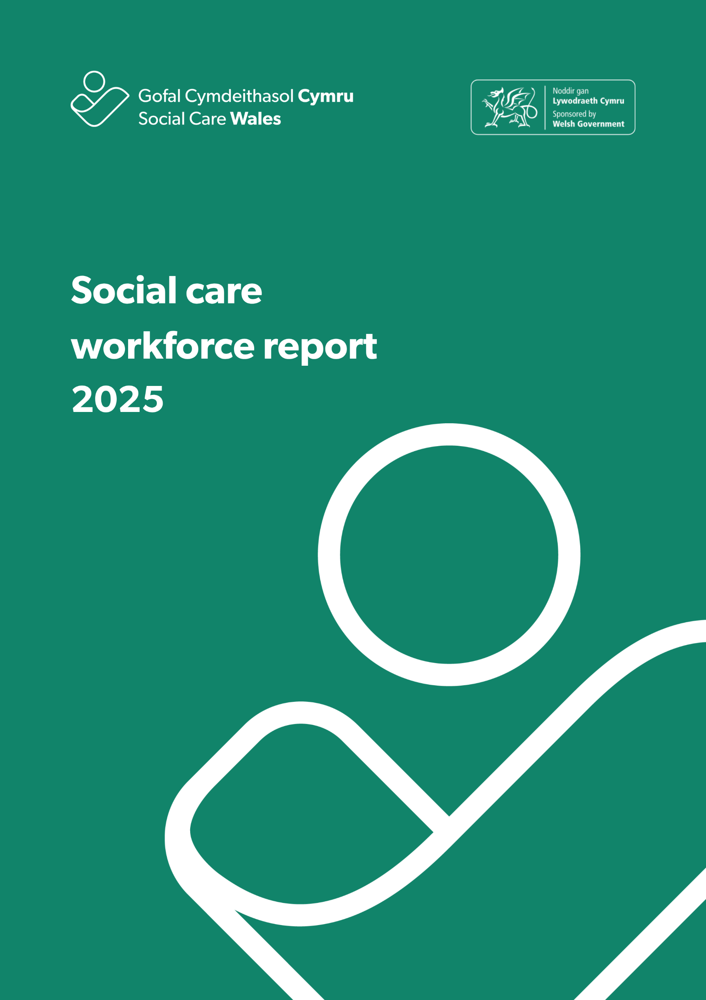 Gofal Cymdeithasol Cymru
Social Care Wales
Noddir gan
Lywodraeth Cymru
Sponsored by
Welsh Government
Social care
workforce report
2025